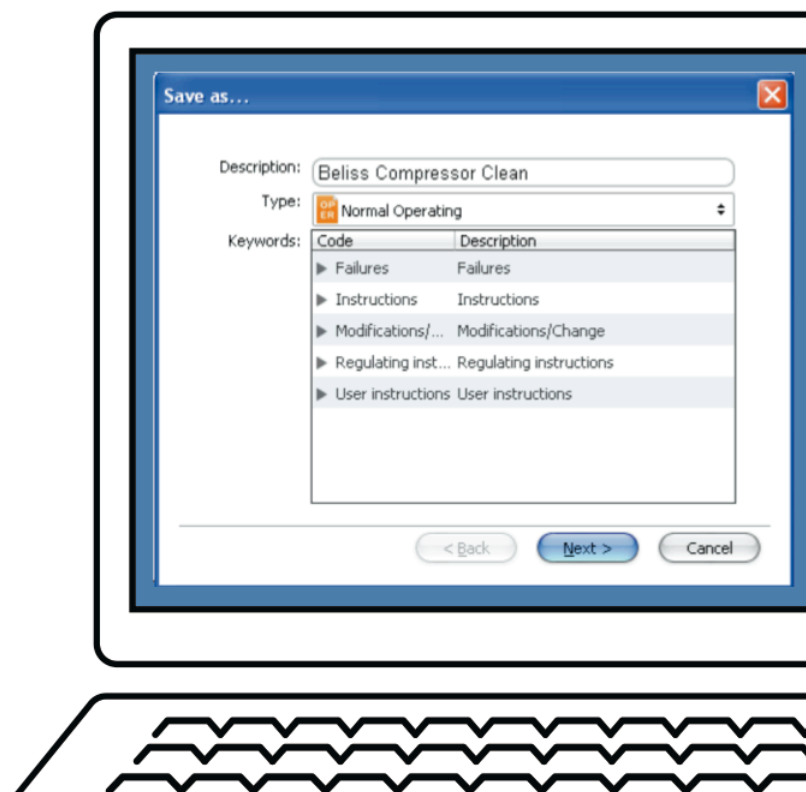 Save as...
Description: Beliss Compressor Clean
Type: OP ER Normal Operating
Keywords: Code Description
Failures Failures
Instructions Instructions
Modifications/... Modifications/Change
Regulating inst... Regulating instructions
User instructions User instructions
< Back Next > Cancel